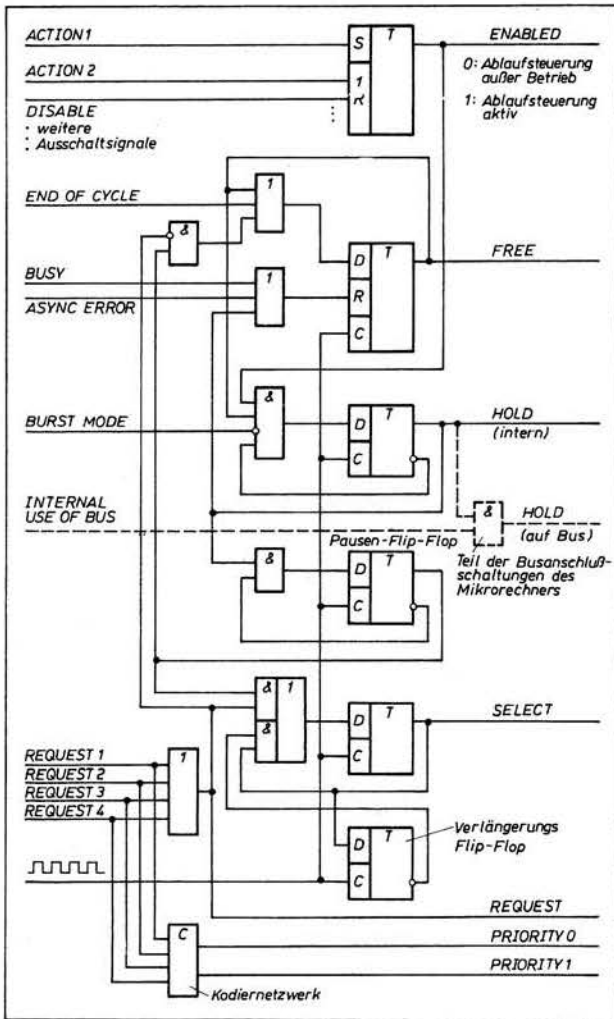 ACTION 1
S
T
ENABLED
0: Ablaufsteuerung
außer Betrieb
1: Ablaufsteuerung
aktiv
ACTION 2
1
R
DISABLE
: weitere
: Ausschaltsignale
END OF CYCLE
1
&
D
T
FREE
BUSY
1
R
ASYNC ERROR
C
&
BURST MODE
D
T
HOLD
(intern)
C
INTERNAL
USE OF BUS
&
HOLD
(auf Bus)
Pausen-Flip-Flop
Teil der Busanschluß-
schaltungen des
Mikrorechners
&
D
T
C
&
1
&
D
T
SELECT
C
REQUEST 1
REQUEST 2
REQUEST 3
REQUEST 4
1
D
T
Verlängerungs
Flip-Flop
C
REQUEST
C
PRIORITY 0
PRIORITY 1
Kodiernetzwerk